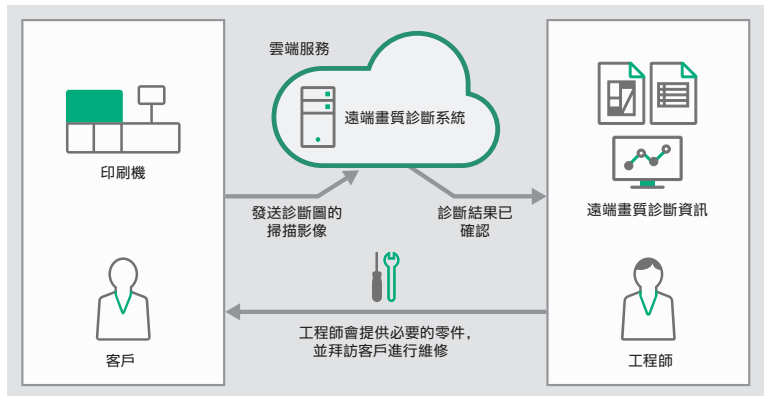 雲端服務
遠端畫質診斷系統
印刷機
發送診斷圖的
掃描影像
診斷結果已
確認
遠端畫質診斷資訊
工程師會提供必要的零件，
並拜訪客戶進行維修
客戶
工程師